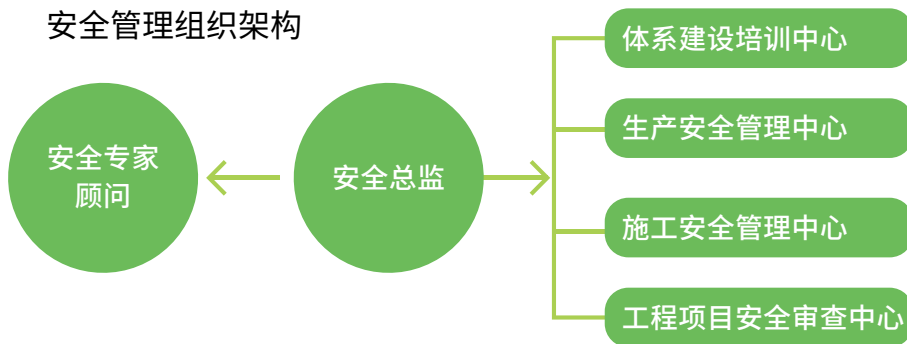 安全管理组织架构
安全专家
顾问
安全总监
体系建设培训中心
生产安全管理中心
施工安全管理中心
工程项目安全审查中心